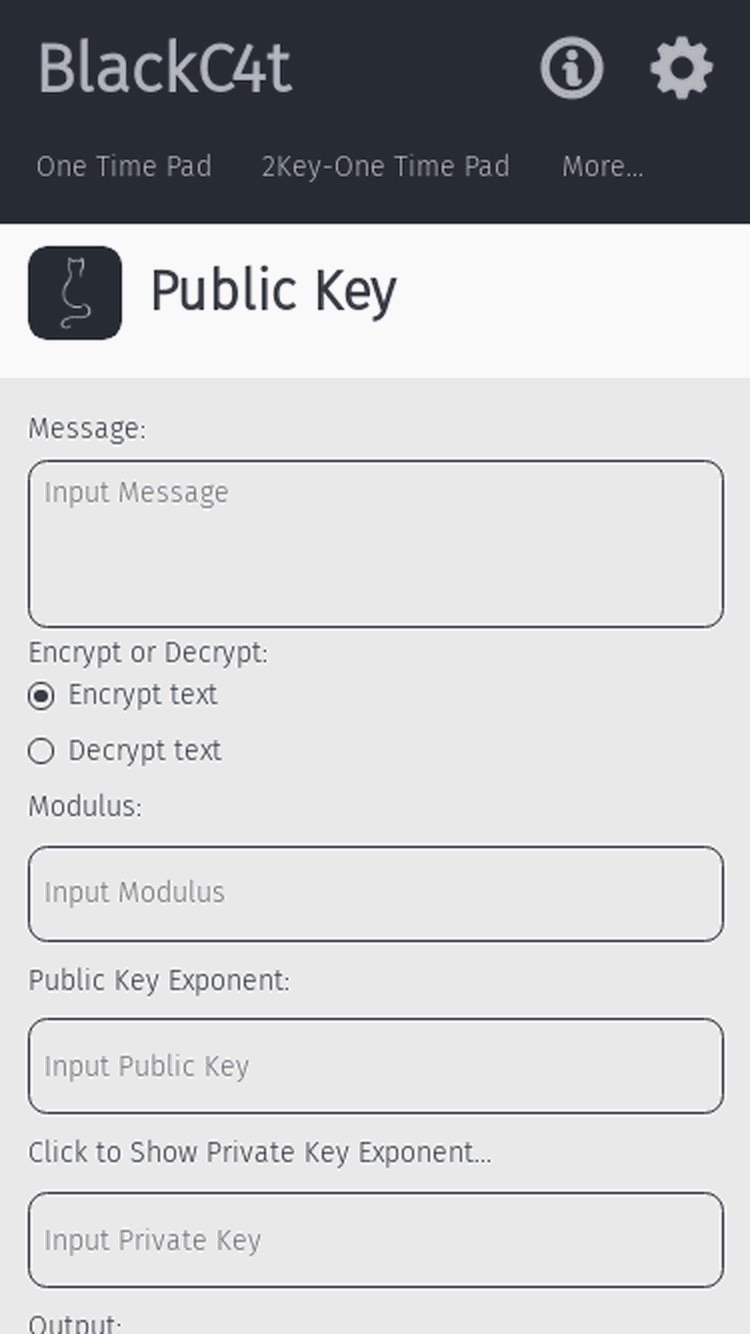 BlackC4t
One Time Pad 2Key-One Time Pad More...
Public Key
Message:
Input Message
Encrypt or Decrypt:
Encrypt text
Decrypt text
Modulus:
Input Modulus
Public Key Exponent:
Input Public Key
Click to Show Private Key Exponent...
Input Private Key
Output: